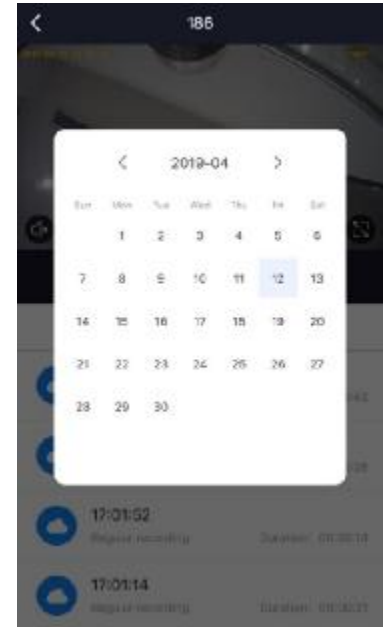 186
2019-04
Sun Mon Tue Wed Thu Fri Sat
1 2 3 4 5 6
7 8 9 10 11 12 13
14 15 16 17 18 19 20
21 22 23 24 25 26 27
28 29 30
17:01:52
Regular recording Duration:
17:01:14
Regular recording Duration: